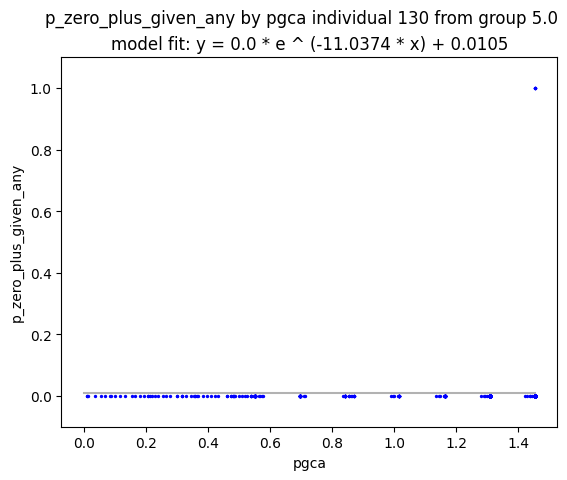 p_zero_plus_given_any by pgca individual 130 from group 5.0
model fit: y = 0.0 * e ^ (-11.0374 * x) + 0.0105
p_zero_plus_given_any
1.0
0.8
0.6
0.4
0.2
0.0
0.0 0.2 0.4 0.6 0.8 1.0 1.2 1.4
pgca